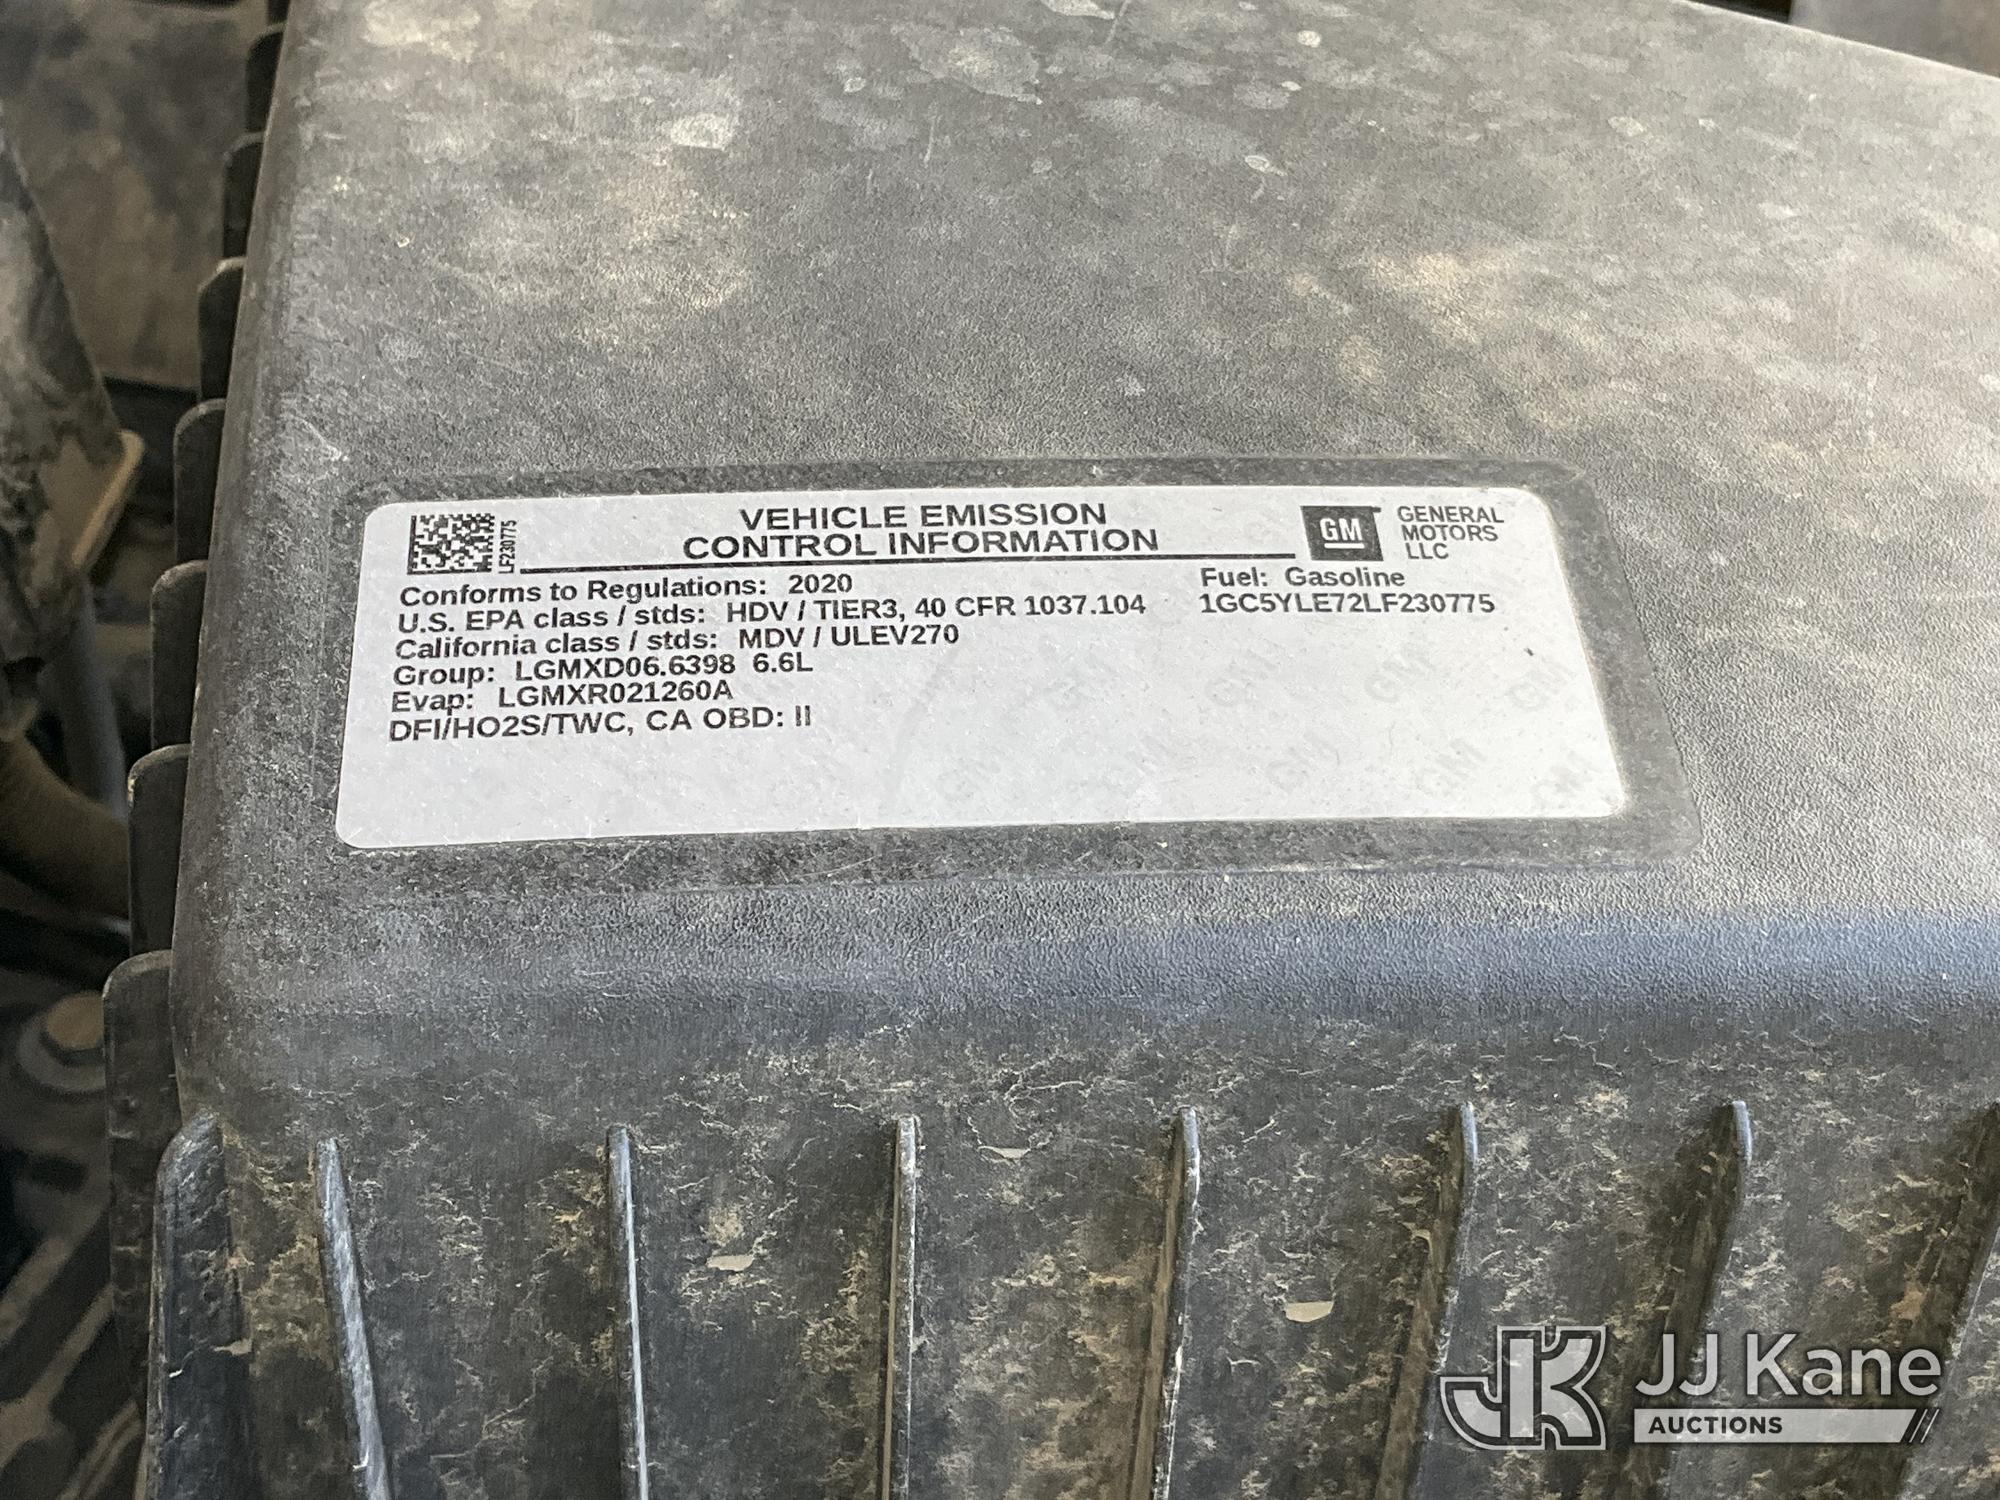 LF230775
VEHICLE EMISSION
CONTROL INFORMATION
GM
GENERAL
MOTORS
LLC
Conforms to Regulations: 2020
U.S. EPA class / stds: HDV / TIER3, 40 CFR 1037.104
California class / stds: MDV / ULEV270
Group: LGMXD06.6398 6.6L
Evap: LGMXR021260A
DFI/HO2S/TWC, CA OBD: II
Fuel: Gasoline
1GC5YLE72LF230775
JK JJ Kane
AUCTIONS